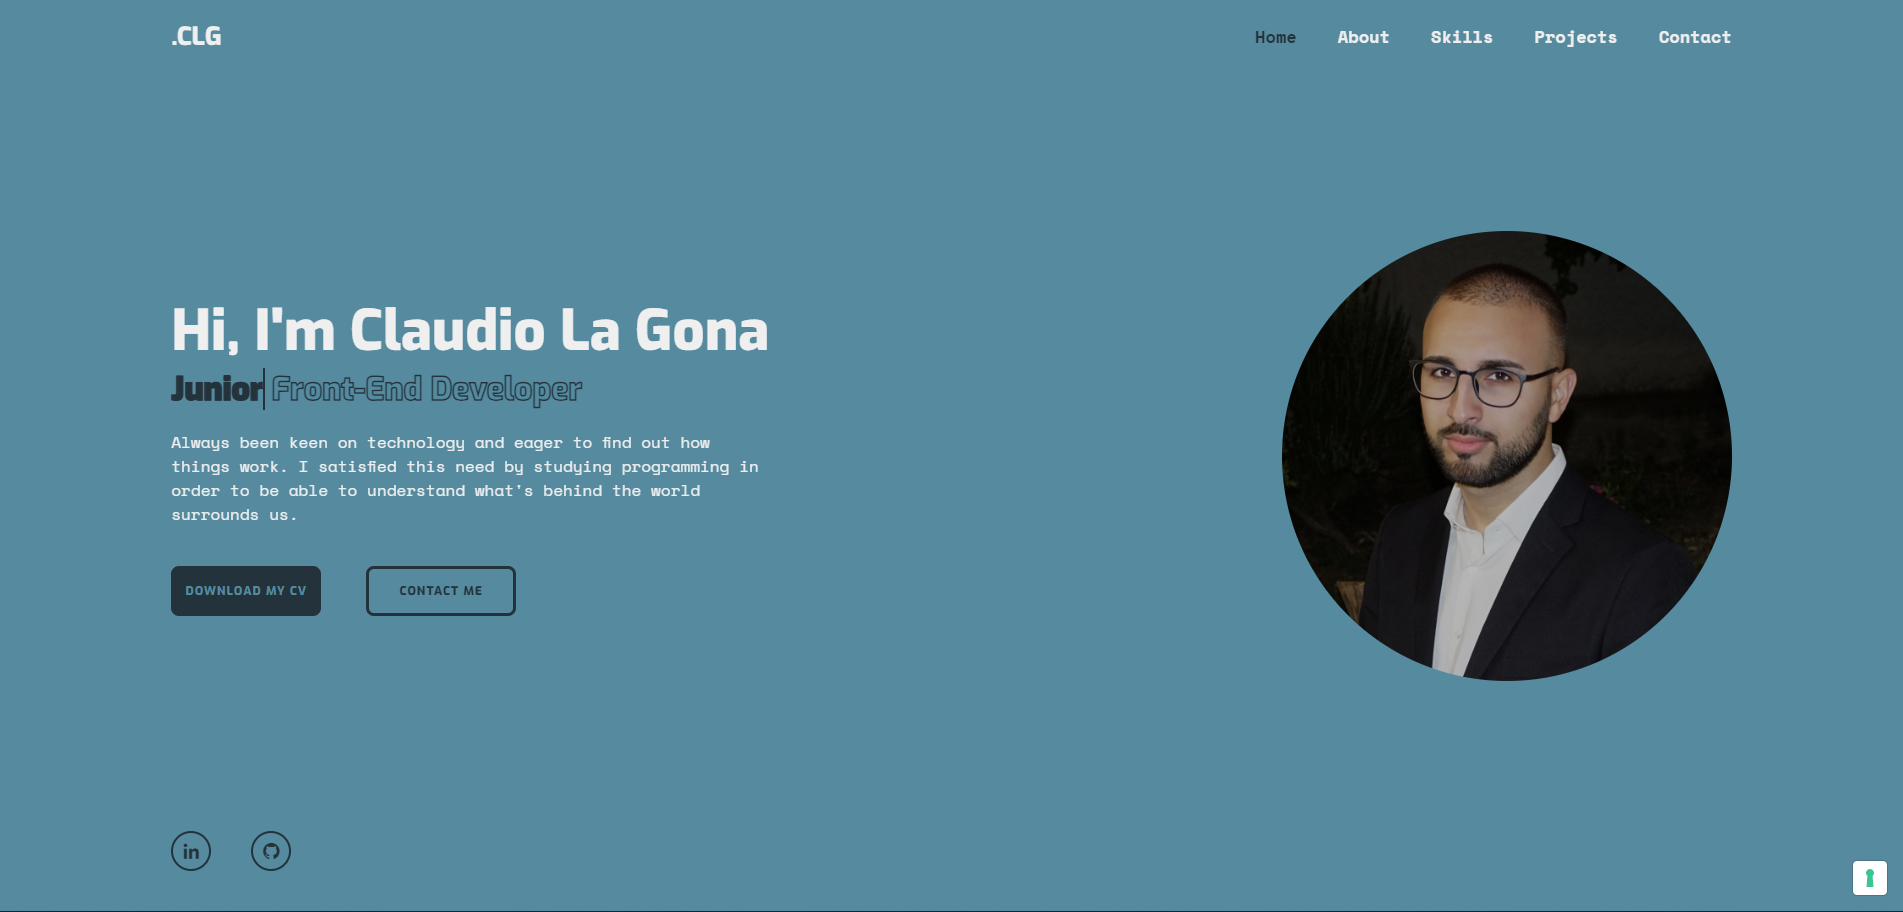 .CLG
Home About Skills Projects Contact
Hi, I'm Claudio La Gona
Junior Front-End Developer
Always been keen on technology and eager to find out how
things work. I satisfied this need by studying programming in
order to be able to understand what's behind the world
surrounds us.
DOWNLOAD MY CV
CONTACT ME
in